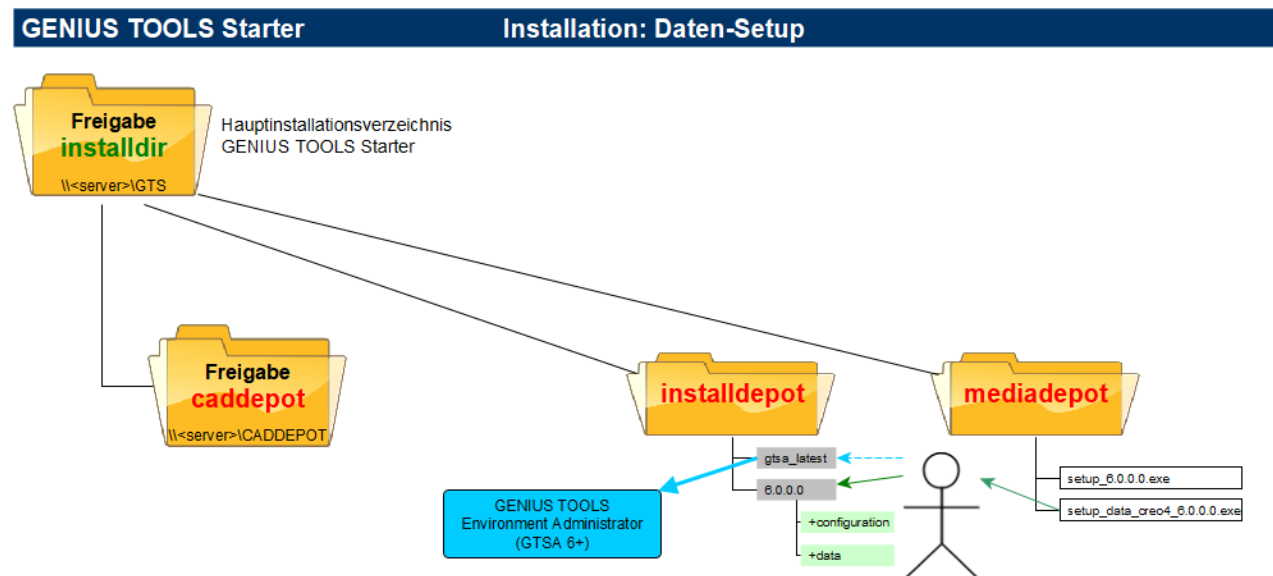 GENIUS TOOLS Starter Installation: Daten-Setup
Freigabe
installdir
\\<server>\GTS
Hauptinstallationsverzeichnis
GENIUS TOOLS Starter
Freigabe
caddepot
\\<server>\CADDEPOT
installdepot
mediadepot
gtsa_latest
6.0.0.0
+configuration
+data
GENIUS TOOLS
Environment Administrator
(GTSA 6+)
setup_6.0.0.0.exe
setup_data_creo4_6.0.0.0.exe